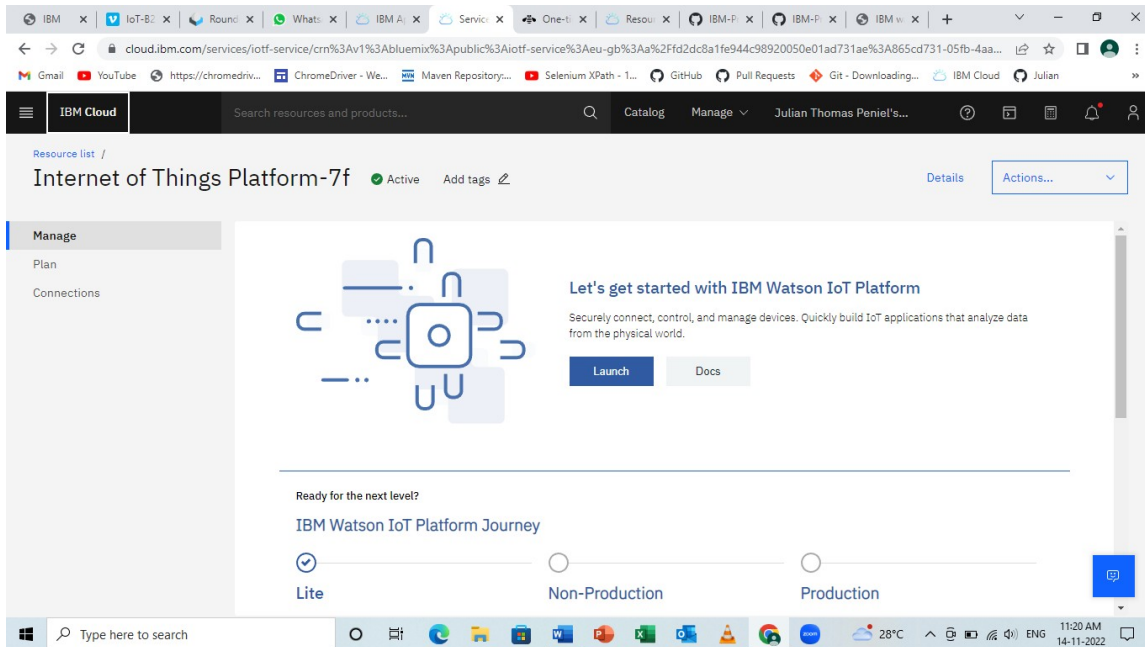 IBM
IoT-B2
Round
Whats
IBM A
Service
One-ti
Resou
IBM-P
IBM-P
IBM w
cloud.ibm.com/services/iotf-service/crn%3Av1%3Abluemix%3Apublic%3Aiotf-service%3Aeu-gb%3Aa%2Ffd2dc8a1fe944c98920050e01ad731ae%3A865cd731-05fb-4aa...
Gmail YouTube https://chromedriv... ChromeDriver - We... Maven Repository:... Selenium XPath - 1... GitHub Pull Requests Git - Downloading... IBM Cloud Julian »
IBM Cloud Search resources and products... Catalog Manage Julian Thomas Peniel's...
Resource list /
Internet of Things Platform-7f Active Add tags Details Actions...
Manage
Plan
Connections
Let's get started with IBM Watson IoT Platform
Securely connect, control, and manage devices. Quickly build IoT applications that analyze data
from the physical world.
Launch Docs
Ready for the next level?
IBM Watson IoT Platform Journey
Lite Non-Production Production
Type here to search 28°C ENG 11:20 AM
14-11-2022